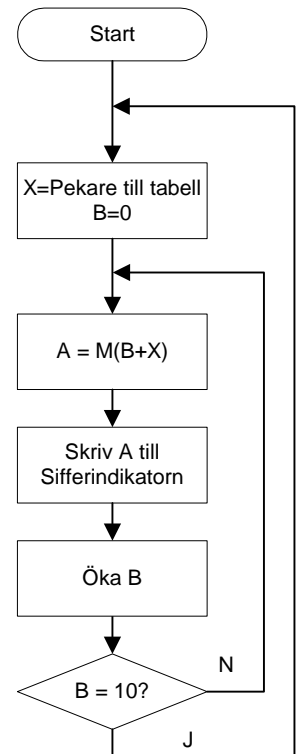 Start
X=Pekare till tabell
B=0
A = M(B+X)
Skriv A till
Sifferindikatorn
Öka B
B = 10?
N
J